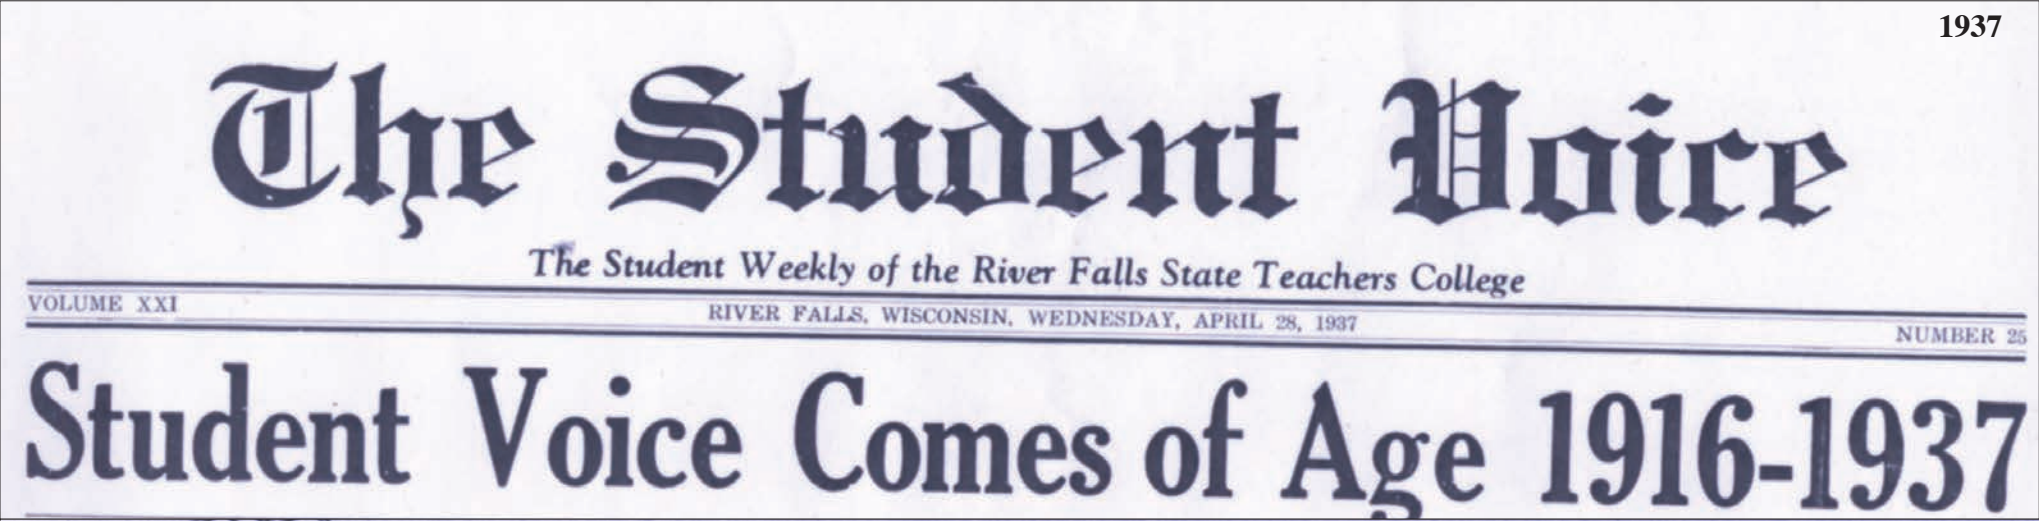 1937
The Student Voice
The Student Weekly of the River Falls State Teachers College
VOLUME XXI RIVER FALLS, WISCONSIN, WEDNESDAY, APRIL 28, 1937 NUMBER 25
Student Voice Comes of Age 1916-1937